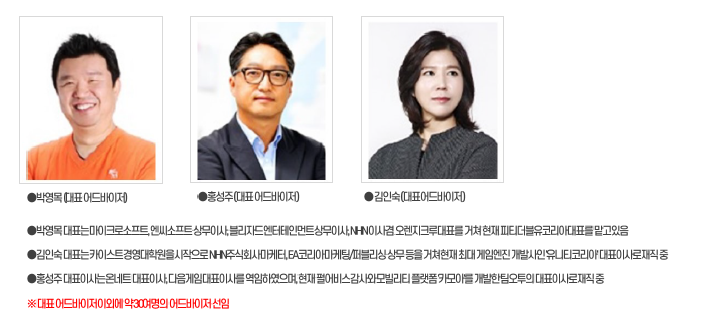 ●박영목 (대표 어드바이저)
●홍성주 (대표 어드바이저)
● 김인숙 (대표어드바이저)
●박영목 대표는 마이크로소프트, 엔씨소프트 상무이사, 블리자드 엔터테인먼트상무이사, NHN이사 겸 오렌지크루대표를 거쳐 현재 피티더블유코리아대표를 맡고있음
●김인숙 대표는 카이스트 경영대학원을 시작으로 NHN주식회사마케터, EA코리아마케팅/퍼블리싱 상무 등을 거쳐현재 최대 게임엔진 개발사인'유니티코리아' 대표이사로재직 중
●홍성주 대표이사는 온네트 대표이사, 다음게임대표이사를 역임하였으며, 현재 펄어비스감사와모빌리티 플랫폼'카모아'를 개발한팀오투의 대표이사로재직 중
※ 대표 어드바이저이외에 약30여명의 어드바이저 선임